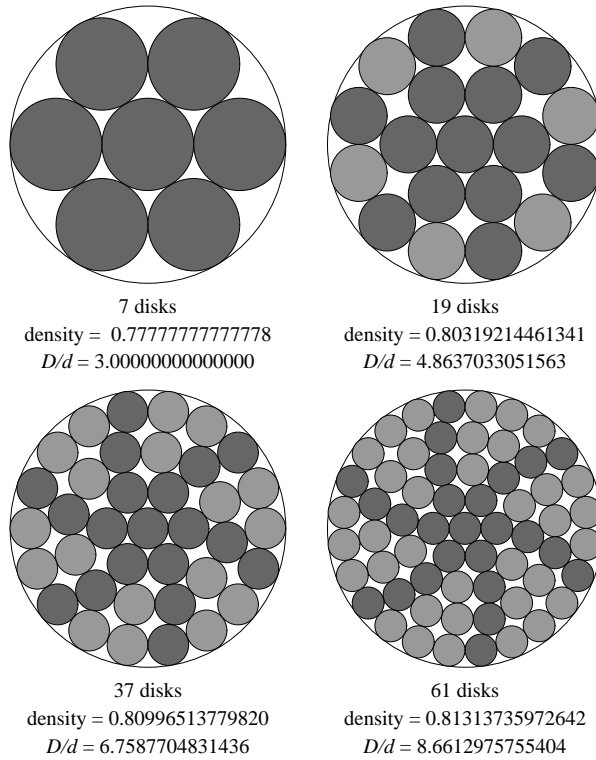 7 disks
density = 0.77777777777778
D/d = 3.00000000000000
19 disks
density = 0.80319214461341
D/d = 4.8637033051563
37 disks
density = 0.80996513779820
D/d = 6.7587704831436
61 disks
density = 0.81313735972642
D/d = 8.6612975755404